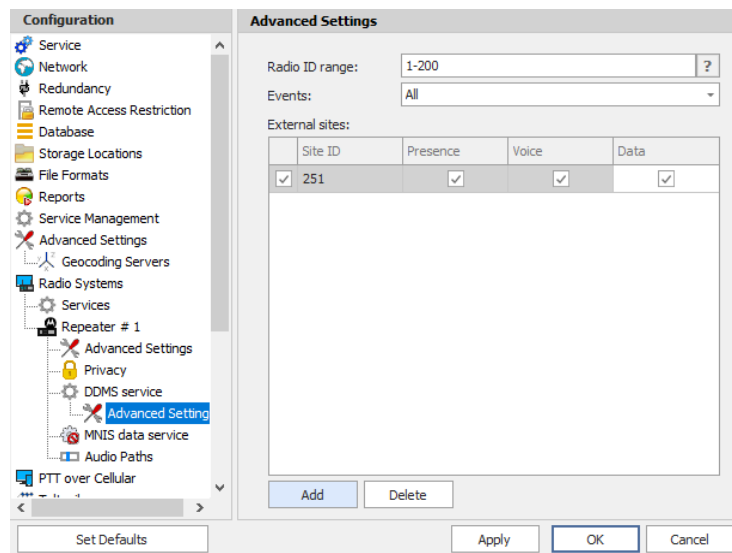 Configuration
Service
Network
Redundancy
Remote Access Restriction
Database
Storage Locations
File Formats
Reports
Service Management
Advanced Settings
Geocoding Servers
Radio Systems
Services
Repeater # 1
Advanced Settings
Privacy
DDMS service
Advanced Setting
MNIS data service
Audio Paths
PTT over Cellular
Set Defaults
Advanced Settings
Radio ID range: 1-200 ?
Events: All
External sites:
Site ID Presence Voice Data
251
Add Delete
Apply OK Cancel